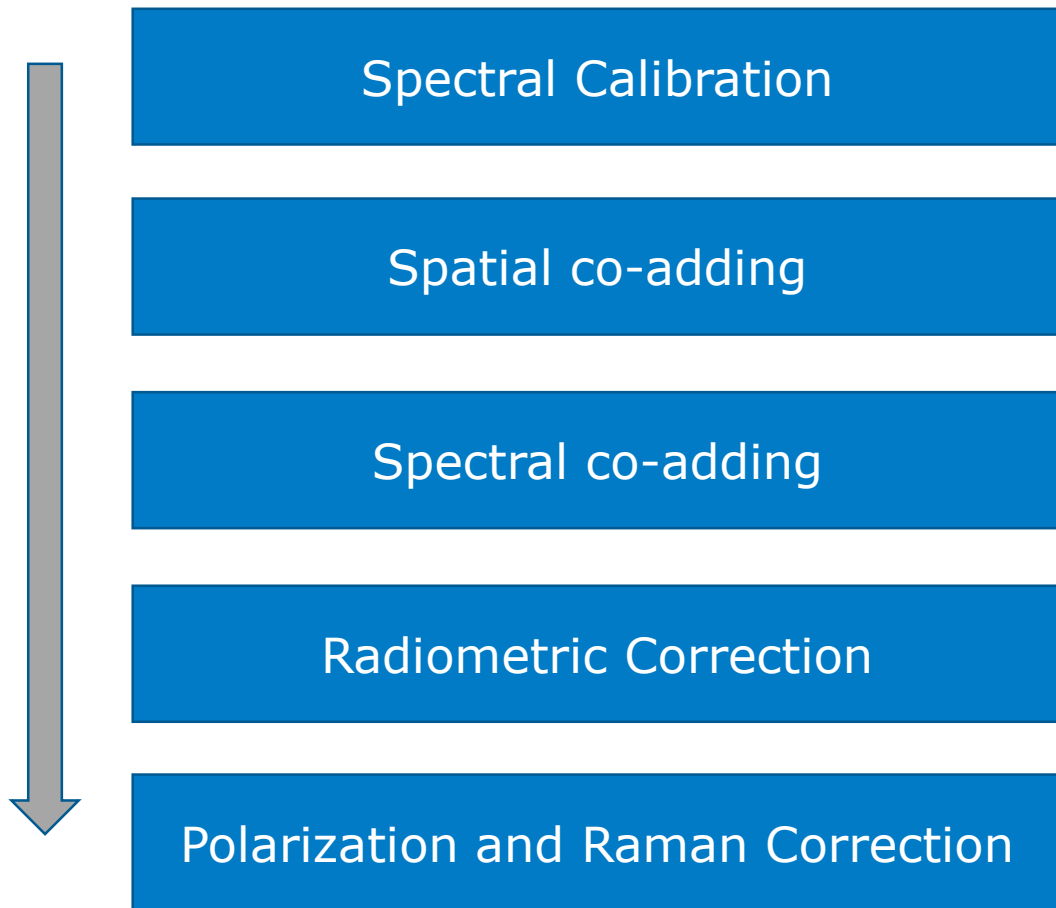 Spectral Calibration
Spatial co-adding
Spectral co-adding
Radiometric Correction
Polarization and Raman Correction